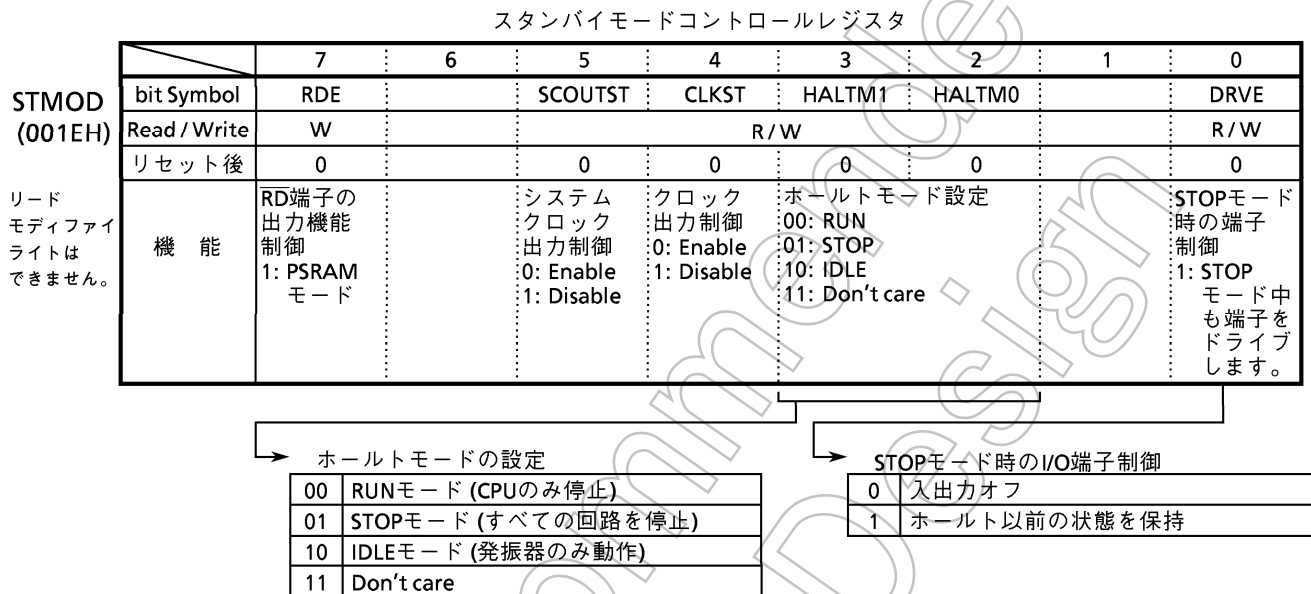 スタンバイモードコントロールレジスタ
7 6 5 4 3 2 1 0
STMOD
(001EH)
bit Symbol RDE SCOUTST CLKST HALTM1 HALTM0 DRVE
Read / Write W R / W R / W
リセット後 0 0 0 0 0 0
リード
モディファイ
ライトは
できません。
機 能
RD端子の
出力機能
制御
1: PSRAM
モード
システム
クロック
出力制御
0: Enable
1: Disable
クロック
出力制御
0: Enable
1: Disable
ホールトモード設定
00: RUN
01: STOP
10: IDLE
11: Don't care
STOPモード
時の端子
制御
1: STOP
モード中
も端子を
ドライブ
します。
ホールトモードの設定
00 RUNモード (CPUのみ停止)
01 STOPモード (すべての回路を停止)
10 IDLEモード (発振器のみ動作)
11 Don't care
STOPモード時のI/O端子制御
0 入出力オフ
1 ホールト以前の状態を保持